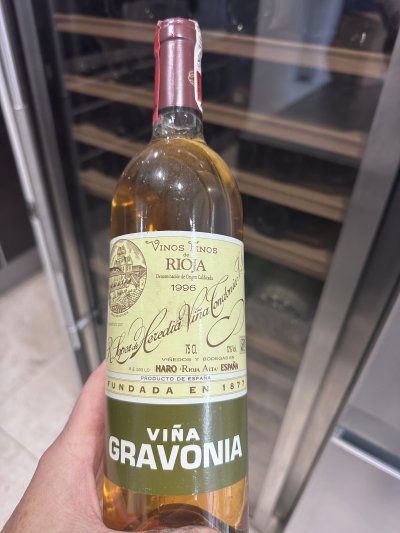 VINOS FINOS
de
RIOJA
Denominación de Origen Calificada
1996
R. López de Heredia Viña Tondonia
75 Cl.
VIÑEDOS Y BODEGAS EN
HARO (RIOJA ALTA) ESPAÑA
PRODUCTO DE ESPAÑA
FUNDADA EN 1877
VIÑA
GRAVONIA